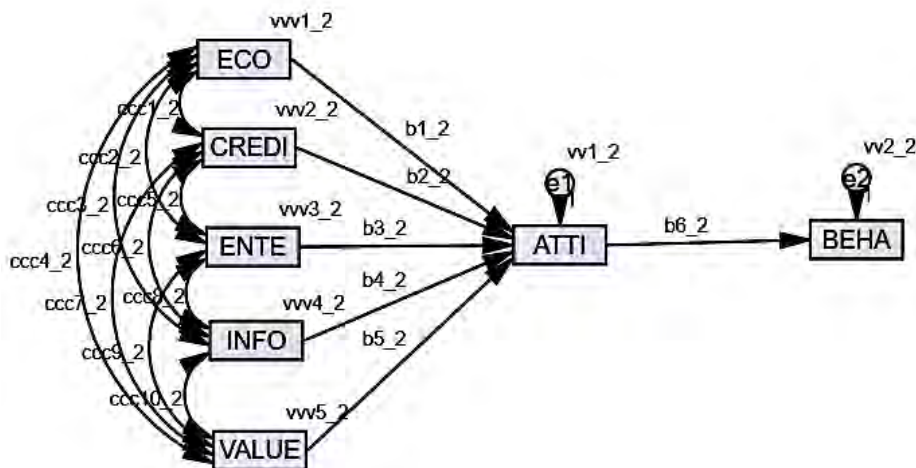 vvv1_2
ECO
ccc1_2
vvv2_2
b1_2
CREDI
b2_2
vv1_2
vv2_2
ccc2_2
e1
e2
ccc3_2
ccc5_2
vvv3_2
ENTE
b3_2
ATTI
b6_2
BEHA
ccc4_2
ccc6_2
ccc8_2
b4_2
ccc7_2
vvv4_2
INFO
b5_2
ccc9_2
ccc10_2
vvv5_2
VALUE